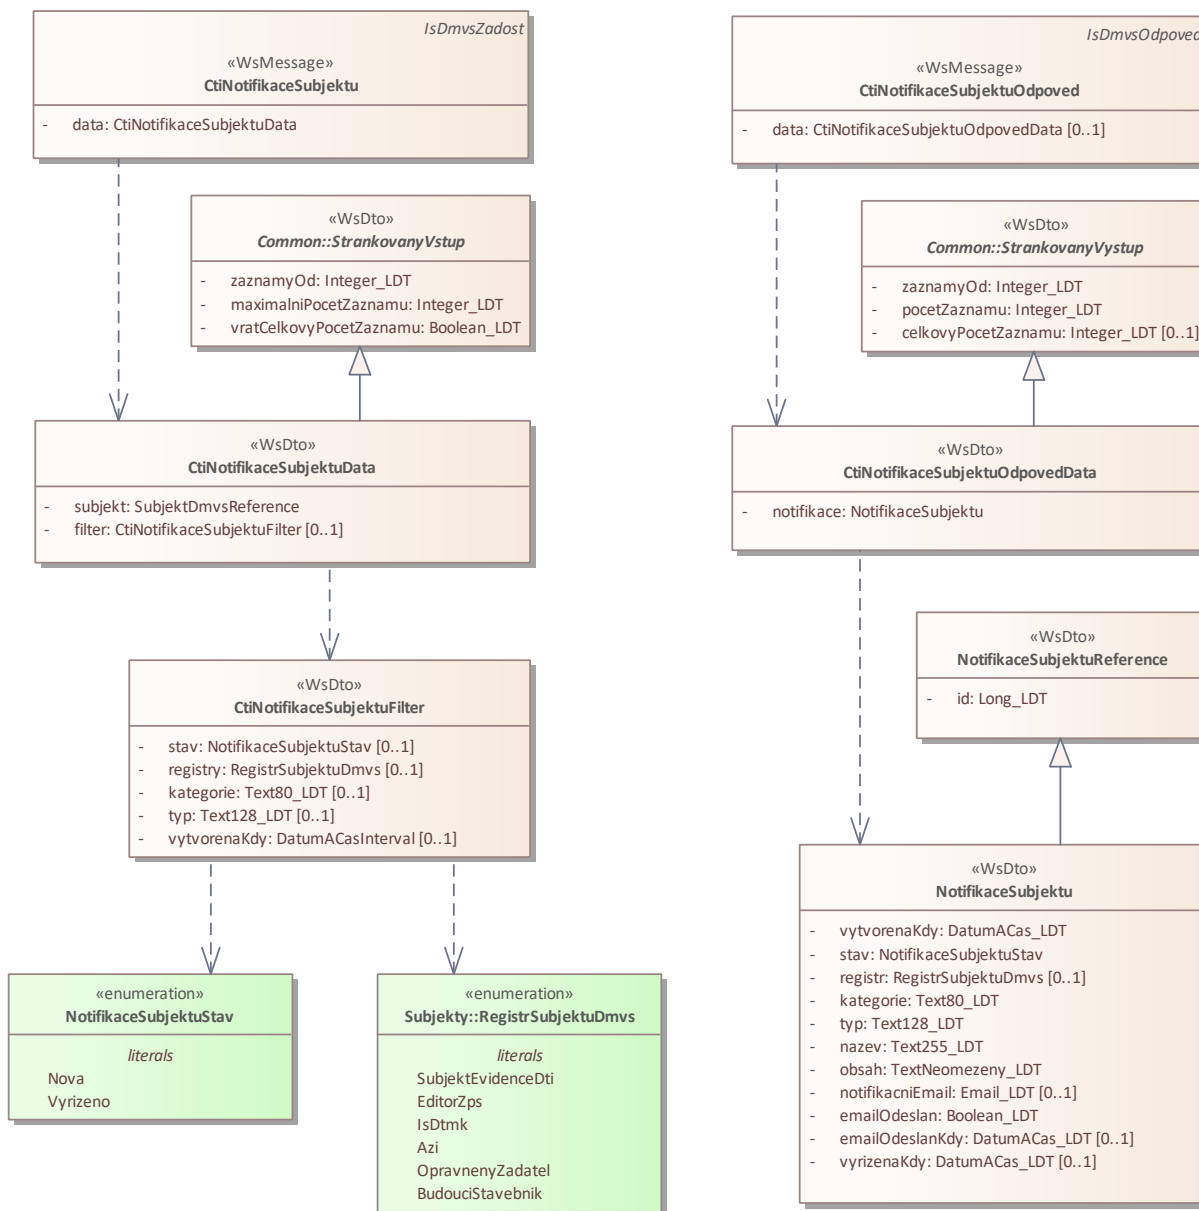 IsDmvsZadost
«WsMessage»
CtiNotifikaceSubjektu
- data: CtiNotifikaceSubjektuData
«WsDto»
Common::StrankovanyVstup
- zaznamyOd: Integer_LDT
- maximalniPocetZaznamu: Integer_LDT
- vratCelkovyPocetZaznamu: Boolean_LDT
«WsDto»
CtiNotifikaceSubjektuData
- subjekt: SubjektDmvsReference
- filter: CtiNotifikaceSubjektuFilter [0..1]
«WsDto»
CtiNotifikaceSubjektuFilter
- stav: NotifikaceSubjektuStav [0..1]
- registry: RegistrSubjektuDmvs [0..1]
- kategorie: Text80_LDT [0..1]
- typ: Text128_LDT [0..1]
- vytvorenaKdy: DatumACasInterval [0..1]
«enumeration»
NotifikaceSubjektuStav
literals
Nova
Vyrizeno
«enumeration»
Subjekty::RegistrSubjektuDmvs
literals
SubjektEvidenceDti
EditorZps
IsDtmk
Azi
OpravnenyZadatel
BudouciStavebnik
IsDmvsOdpoved
«WsMessage»
CtiNotifikaceSubjektuOdpoved
- data: CtiNotifikaceSubjektuOdpovedData [0..1]
«WsDto»
Common::StrankovanyVystup
- zaznamyOd: Integer_LDT
- pocetZaznamu: Integer_LDT
- celkovyPocetZaznamu: Integer_LDT [0..1]
«WsDto»
CtiNotifikaceSubjektuOdpovedData
- notifikace: NotifikaceSubjektu
«WsDto»
NotifikaceSubjektuReference
- id: Long_LDT
«WsDto»
NotifikaceSubjektu
- vytvorenaKdy: DatumACas_LDT
- stav: NotifikaceSubjektuStav
- registr: RegistrSubjektuDmvs [0..1]
- kategorie: Text80_LDT
- typ: Text128_LDT
- nazev: Text255_LDT
- obsah: TextNeomezeny_LDT
- notifikacniEmail: Email_LDT [0..1]
- emailOdeslan: Boolean_LDT
- emailOdeslanKdy: DatumACas_LDT [0..1]
- vyrizenaKdy: DatumACas_LDT [0..1]